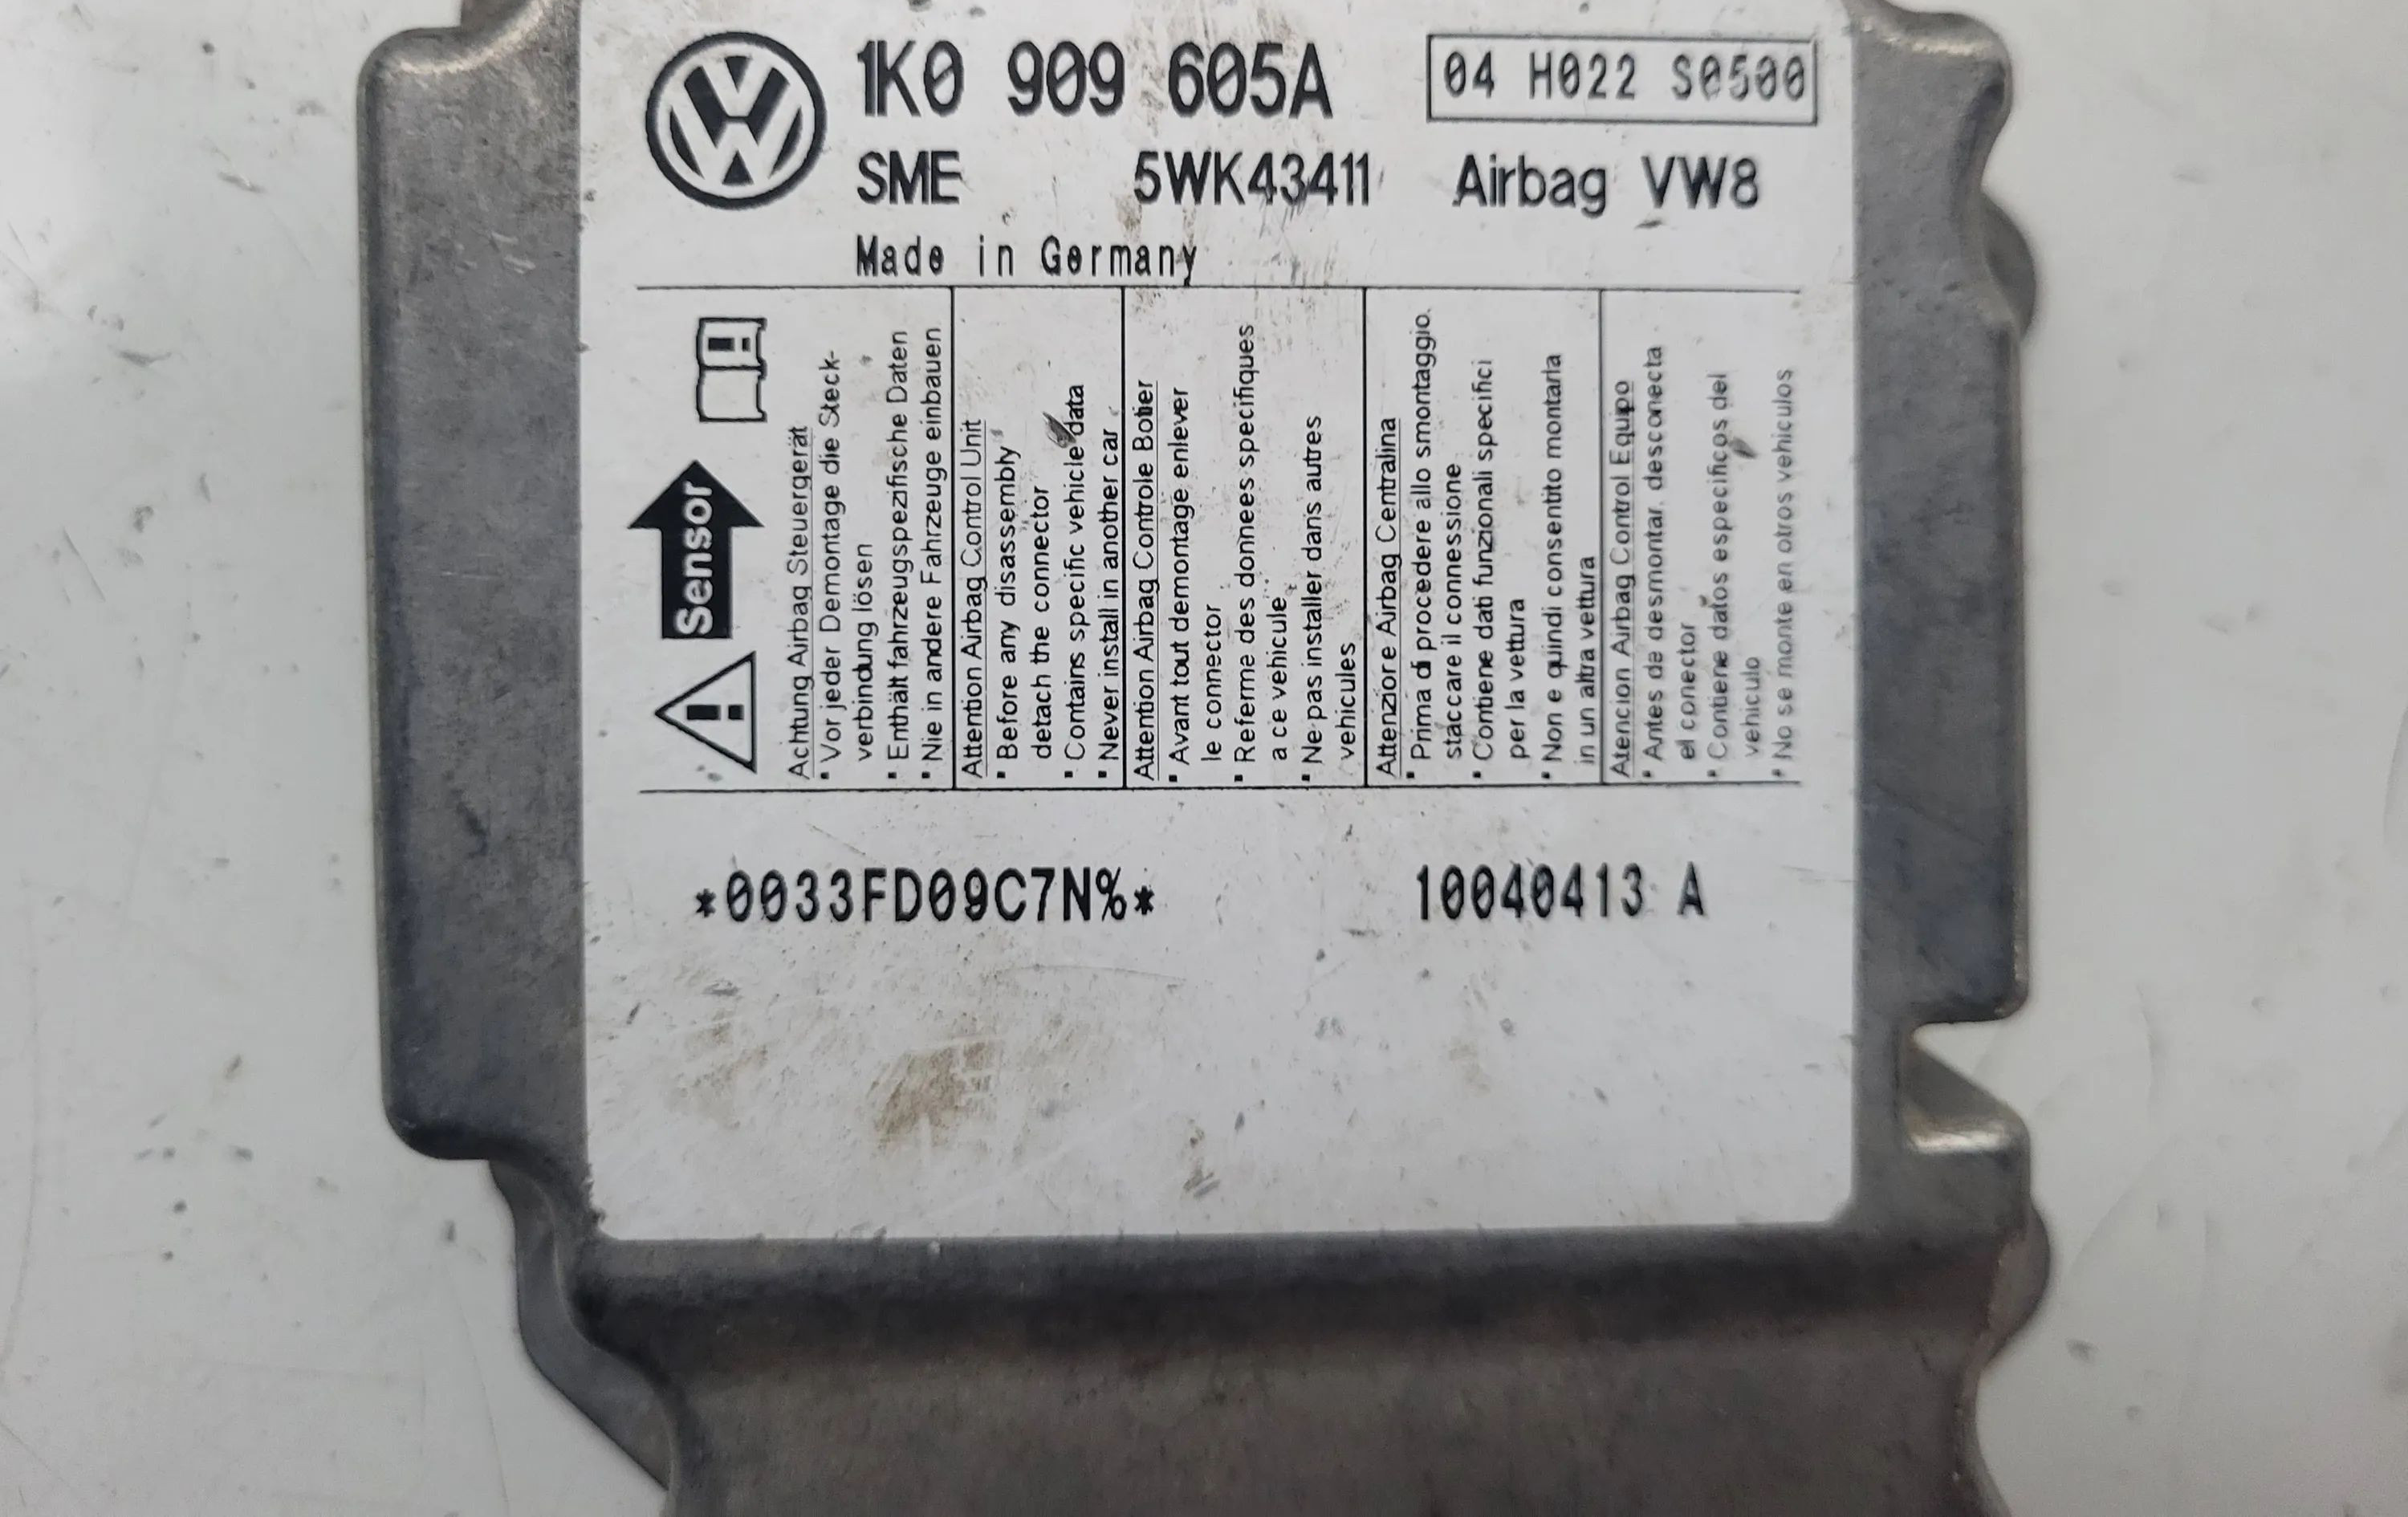 1K0 909 605A
04 H022 S0500
SME 5WK43411 Airbag VW8
Made in Germany
Sensor
Achtung Airbag Steuergerät
• Vor jeder Demontage die Steck-
verbindung lösen
• Enthält fahrzeugspezifische Daten
• Nie in andere Fahrzeuge einbauen
Attention Airbag Control Unit
• Before any disassembly
detach the connector
• Contains specific vehicle data
• Never install in another car
Attention Airbag Controle Botier
• Avant tout demontage enlever
le connector
• Referme des donnees specifiques
a ce vehicule
• Ne pas installer dans autres
vehicules
Attenziore Airbag Centralina
• Prima di procedere allo smontaggio.
staccare il connessione
• Contiene dati funzionali specifici
per la vettura
• Non e quindi consentito montarla
in un altra vettura
Atencion Airbag Control Equipo
• Antes de desmontar, desconecta
el conector
• Contiene datos especificos del
vehiculo
• No se monte en otros vehiculos
*0033FD09C7N%*
10040413 A